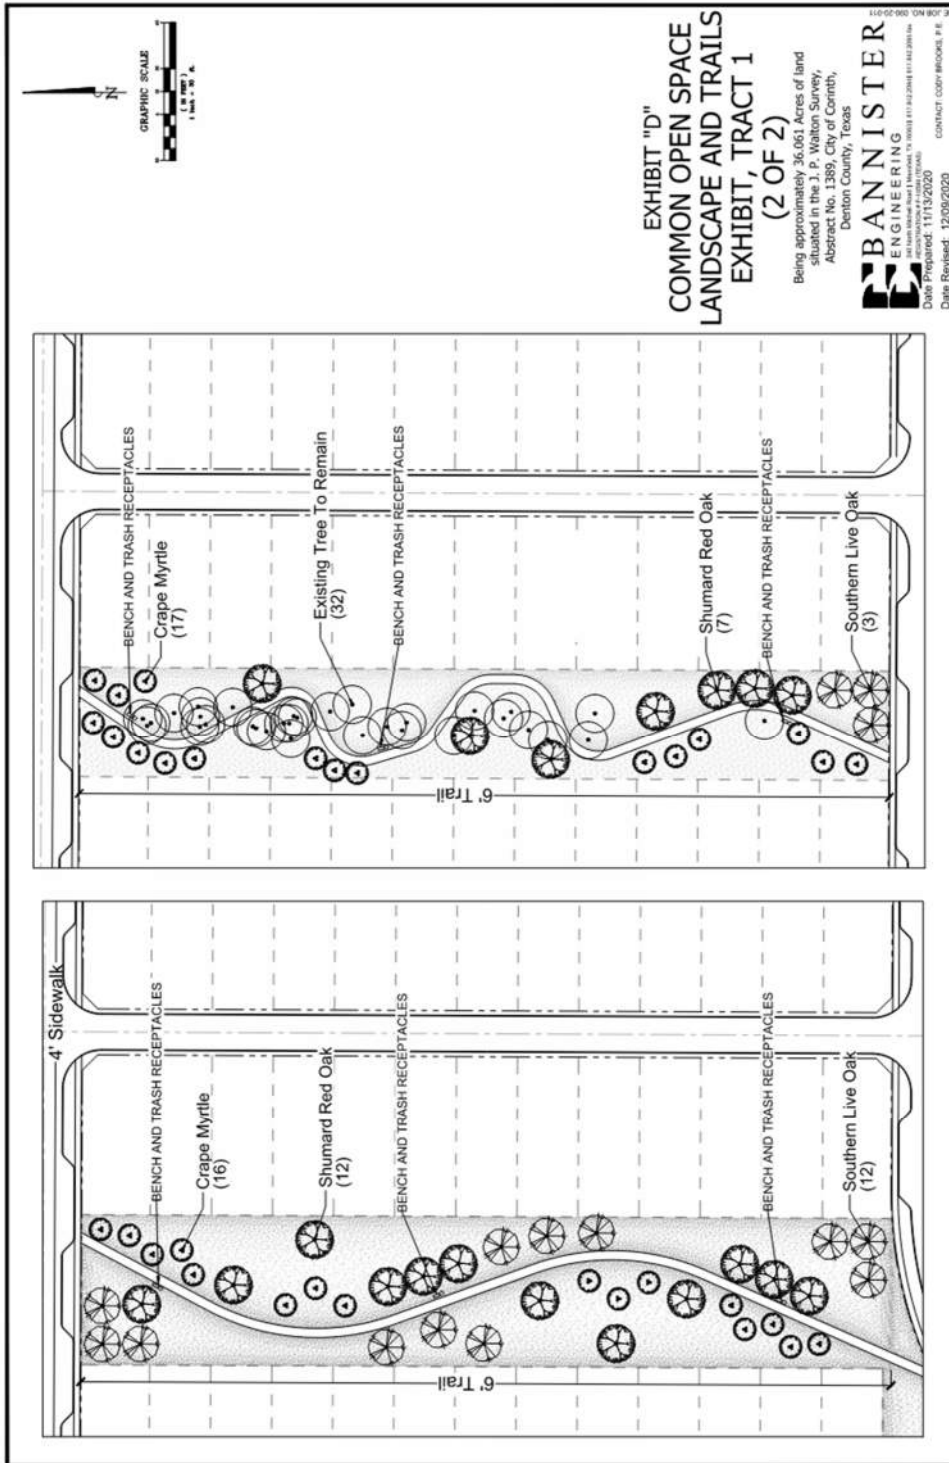 N
GRAPHIC SCALE
( IN FEET )
EXHIBIT "D"
COMMON OPEN SPACE
LANDSCAPE AND TRAILS
EXHIBIT, TRACT 1
(2 OF 2)
Being approximately 36.061 Acres of land
situated in the J. P. Walton Survey,
Abstract No. 1389, City of Corinth,
Denton County, Texas
BANNISTER
ENGINEERING
CONTACT: CODY BROOKS, P.E.
Date Prepared: 11/13/2020
Date Revised: 12/09/2020
BENCH AND TRASH RECEPTACLES
Crape Myrtle
(17)
Existing Tree To Remain
(32)
BENCH AND TRASH RECEPTACLES
Shumard Red Oak
(7)
BENCH AND TRASH RECEPTACLES
Southern Live Oak
(3)
6' Trail
4' Sidewalk
BENCH AND TRASH RECEPTACLES
Crape Myrtle
(16)
Shumard Red Oak
(12)
BENCH AND TRASH RECEPTACLES
BENCH AND TRASH RECEPTACLES
Southern Live Oak
(12)
6' Trail